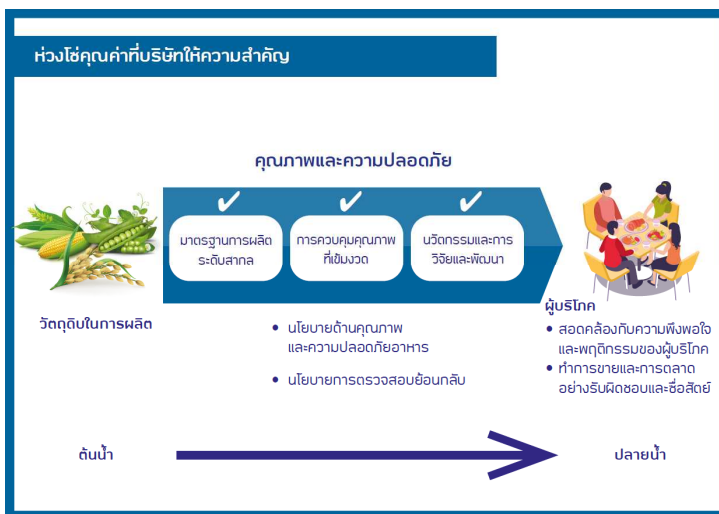 ห่วงโซ่คุณค่าที่บริษัทให้ความสำคัญ
คุณภาพและความปลอดภัย
มาตรฐานการผลิต
ระดับสากล
การควบคุมคุณภาพ
ที่เข้มงวด
นวัตกรรมและการ
วิจัยและพัฒนา
วัตถุดิบในการผลิต
• นโยบายด้านคุณภาพ
และความปลอดภัยอาหาร
• นโยบายการตรวจสอบย้อนกลับ
ผู้บริโภค
• สอดคล้องกับความพึงพอใจ
และพฤติกรรมของผู้บริโภค
• ทำการขายและการตลาด
อย่างรับผิดชอบและซื่อสัตย์
ต้นน้ำ
ปลายน้ำ